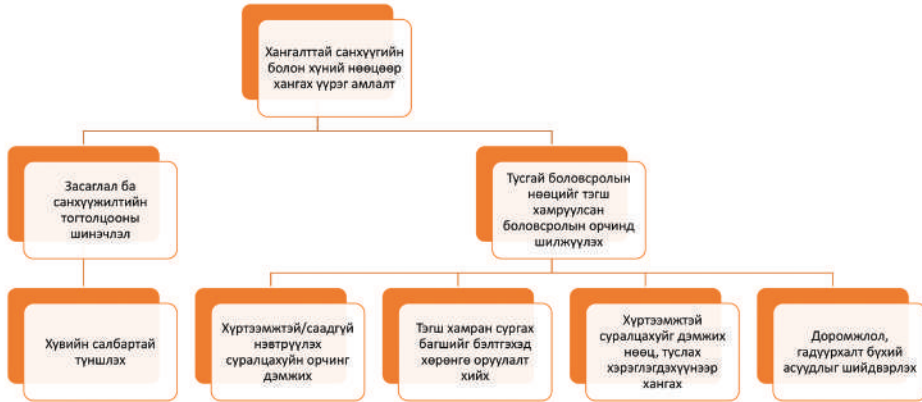 Хангалттай санхүүгийн
болон хүний нөөцөөр
хангах үүрэг амлалт
Засаглал ба
санхүүжилтийн
тогтолцооны
шинэчлэл
Тусгай боловсролын
нөөцийг тэгш
хамруулсан
боловсролын орчинд
шилжүүлэх
Хувийн салбартай
түншлэх
Хүртээмжтэй/саадгүй
нэвтрүүлэх
суралцахуйн орчинг
дэмжих
Тэгш хамран сургах
багшийг бэлтгэхэд
хөрөнгө оруулалт
хийх
Хүртээмжтэй
суралцахуйг дэмжих
нөөц, туслах
хэрэглэгдэхүүнээр
хангах
Доромжлол,
гадуурхалт бүхий
асуудлыг шийдвэрлэх